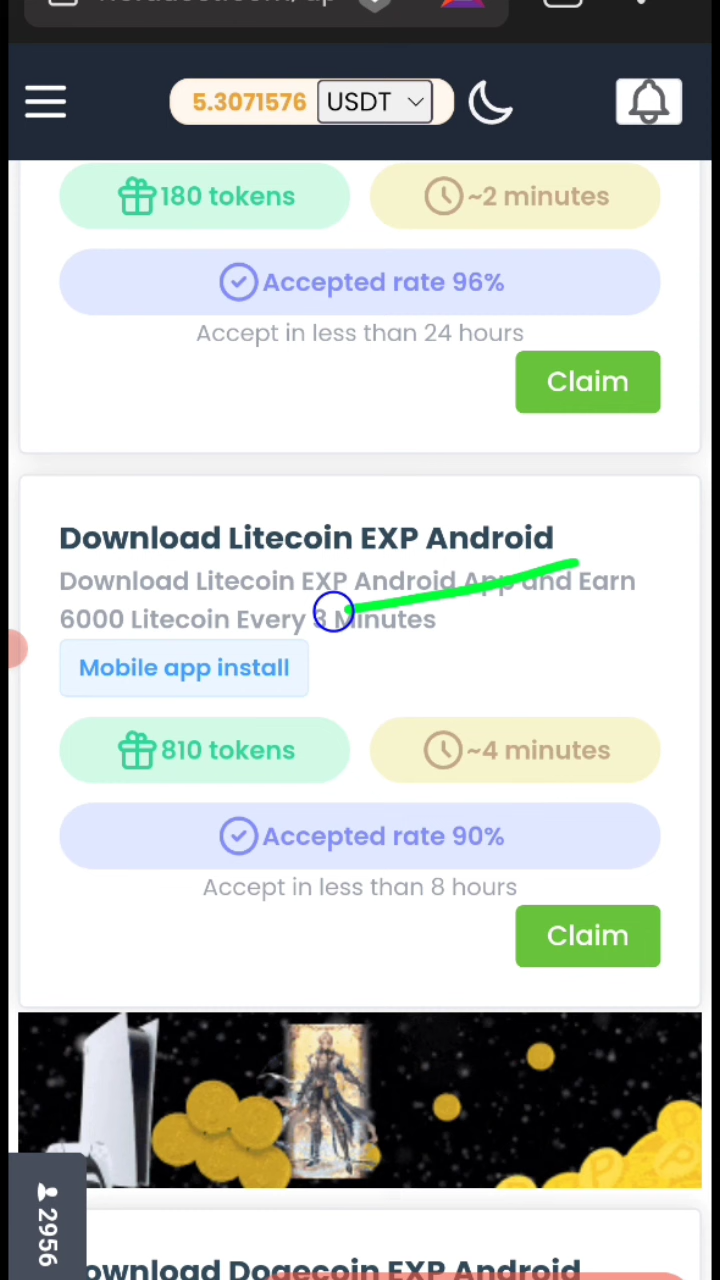 5.3071576 USDT
180 tokens ~2 minutes
Accepted rate 96%
Accept in less than 24 hours
Claim
Download Litecoin EXP Android
Download Litecoin EXP Android App and Earn
6000 Litecoin Every 3 Minutes
Mobile app install
810 tokens ~4 minutes
Accepted rate 90%
Accept in less than 8 hours
Claim
2956
ownload Dogecoin EXP Android